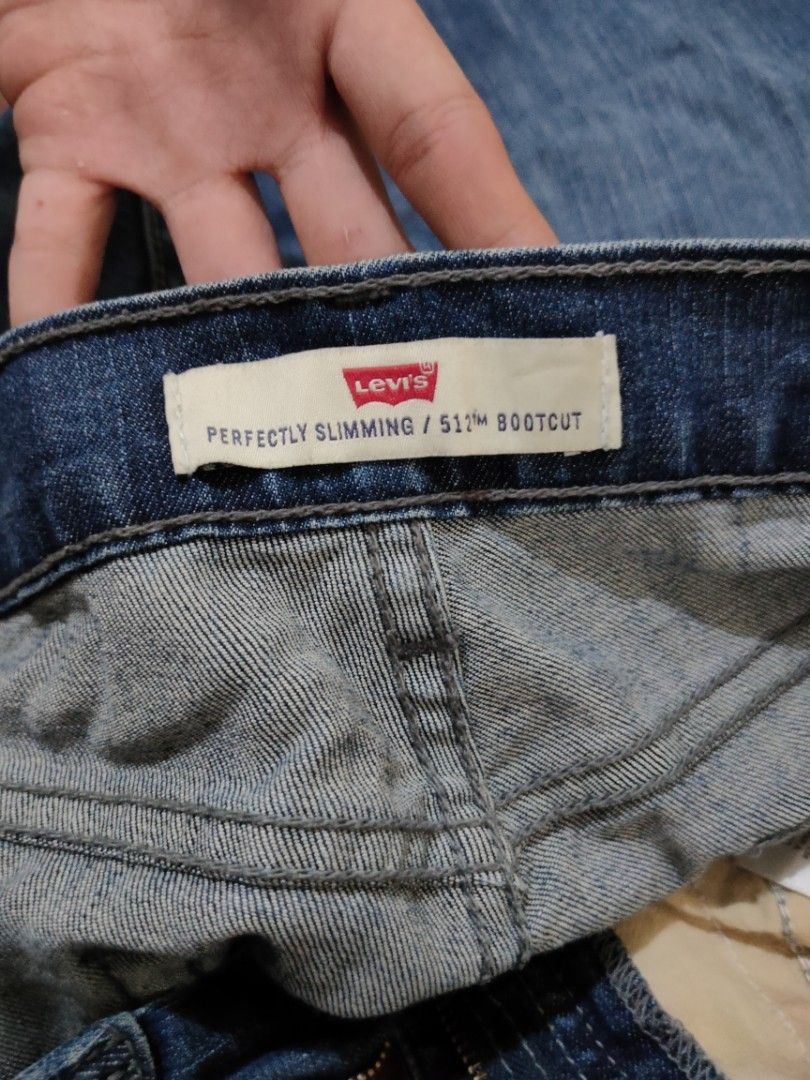 Levi's
PERFECTLY SLIMMING / 512™ BOOTCUT